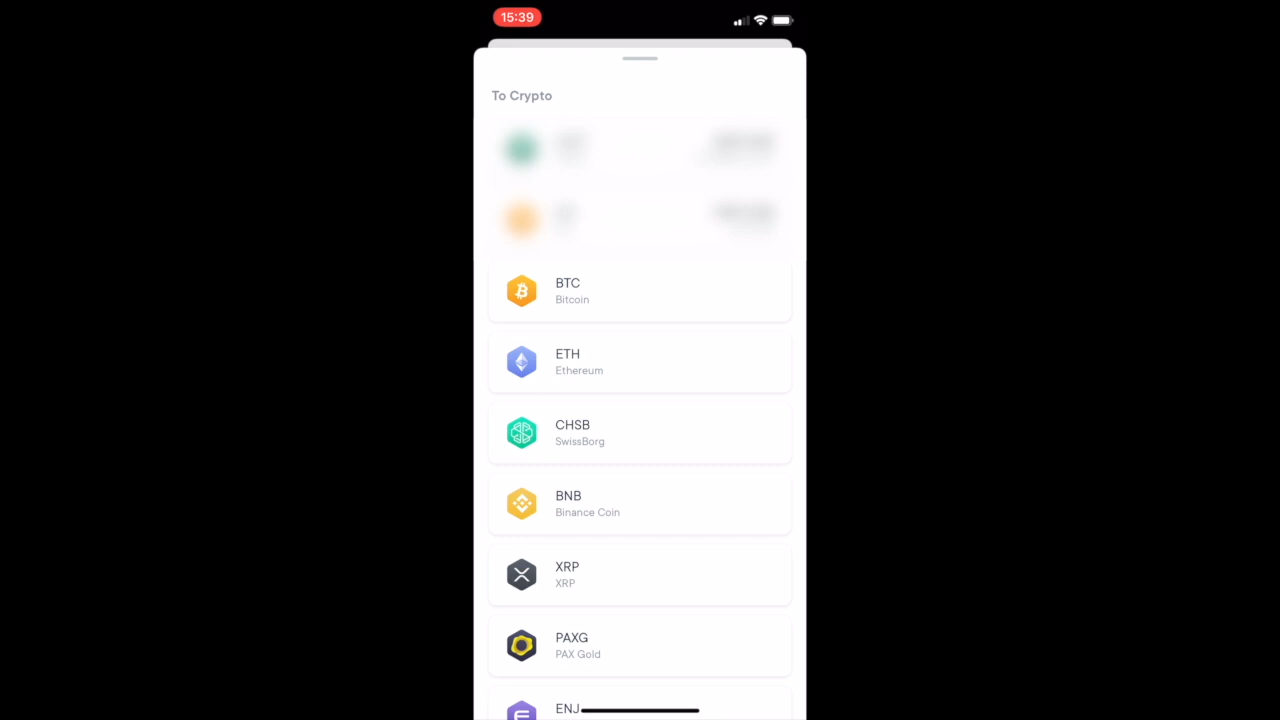 15:39
To Crypto
BTC
Bitcoin
ETH
Ethereum
CHSB
SwissBorg
BNB
Binance Coin
XRP
XRP
PAXG
PAX Gold
ENJ